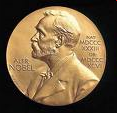 ALFR·
NOBEL
NAT·
MDCCC
XXXIII
OB·
MDCCC
XCVI